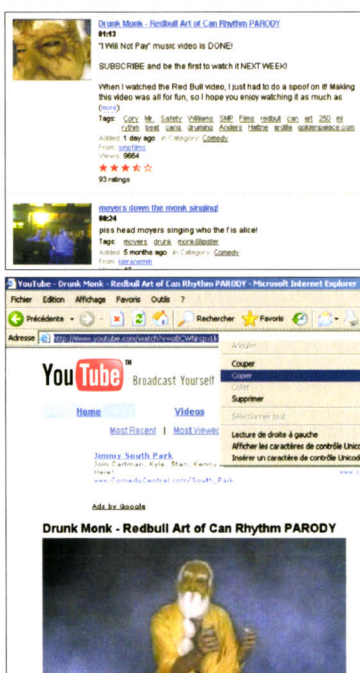 Drunk Monk - Redbull Art of Can Rhythm PARODY
01:13
"I Will Not Pay" music video is DONE!
SUBSCRIBE and be the first to watch it NEXT WEEK!
When I watched the Red Bull video, I just had to do a spoof on it! Making
this video was all for fun, so I hope you enjoy watching it as much as
(more)
Tags: Cory Mr. Safety Williams SMP Films redbull can art 250 ml
rythm beat cans druming Anders ardilla goldenpalace.com
Added: 1 day ago in Category: Comedy
From: smpfilms
Views: 9664
93 ratings
moyers down the monk singing!
00:24
piss head moyers singing who the f is alice!
Tags: moyers drunk
Added: 5 months ago in Category: Comedy
From:
YouTube - Drunk Monk - Redbull Art of Can Rhythm PARODY - Microsoft Internet Explorer
Fichier Edition Affichage Favoris Outils ?
Précédente Rechercher Favoris
Adresse
Annuler
Couper
Copier
Coller
Supprimer
Sélectionner tout
Lecture de droite à gauche
Afficher les caractères de contrôle Unico
Insérer un caractère de contrôle Unicod
YouTube™ Broadcast Yourself
Home Videos
Most Recent | Most Viewed
Jimmy South Park
Join Cartman, Kyle, Stan, Kenny
Here!
www.ComedyCentral.com/South_Park
Ads by Google
Drunk Monk - Redbull Art of Can Rhythm PARODY